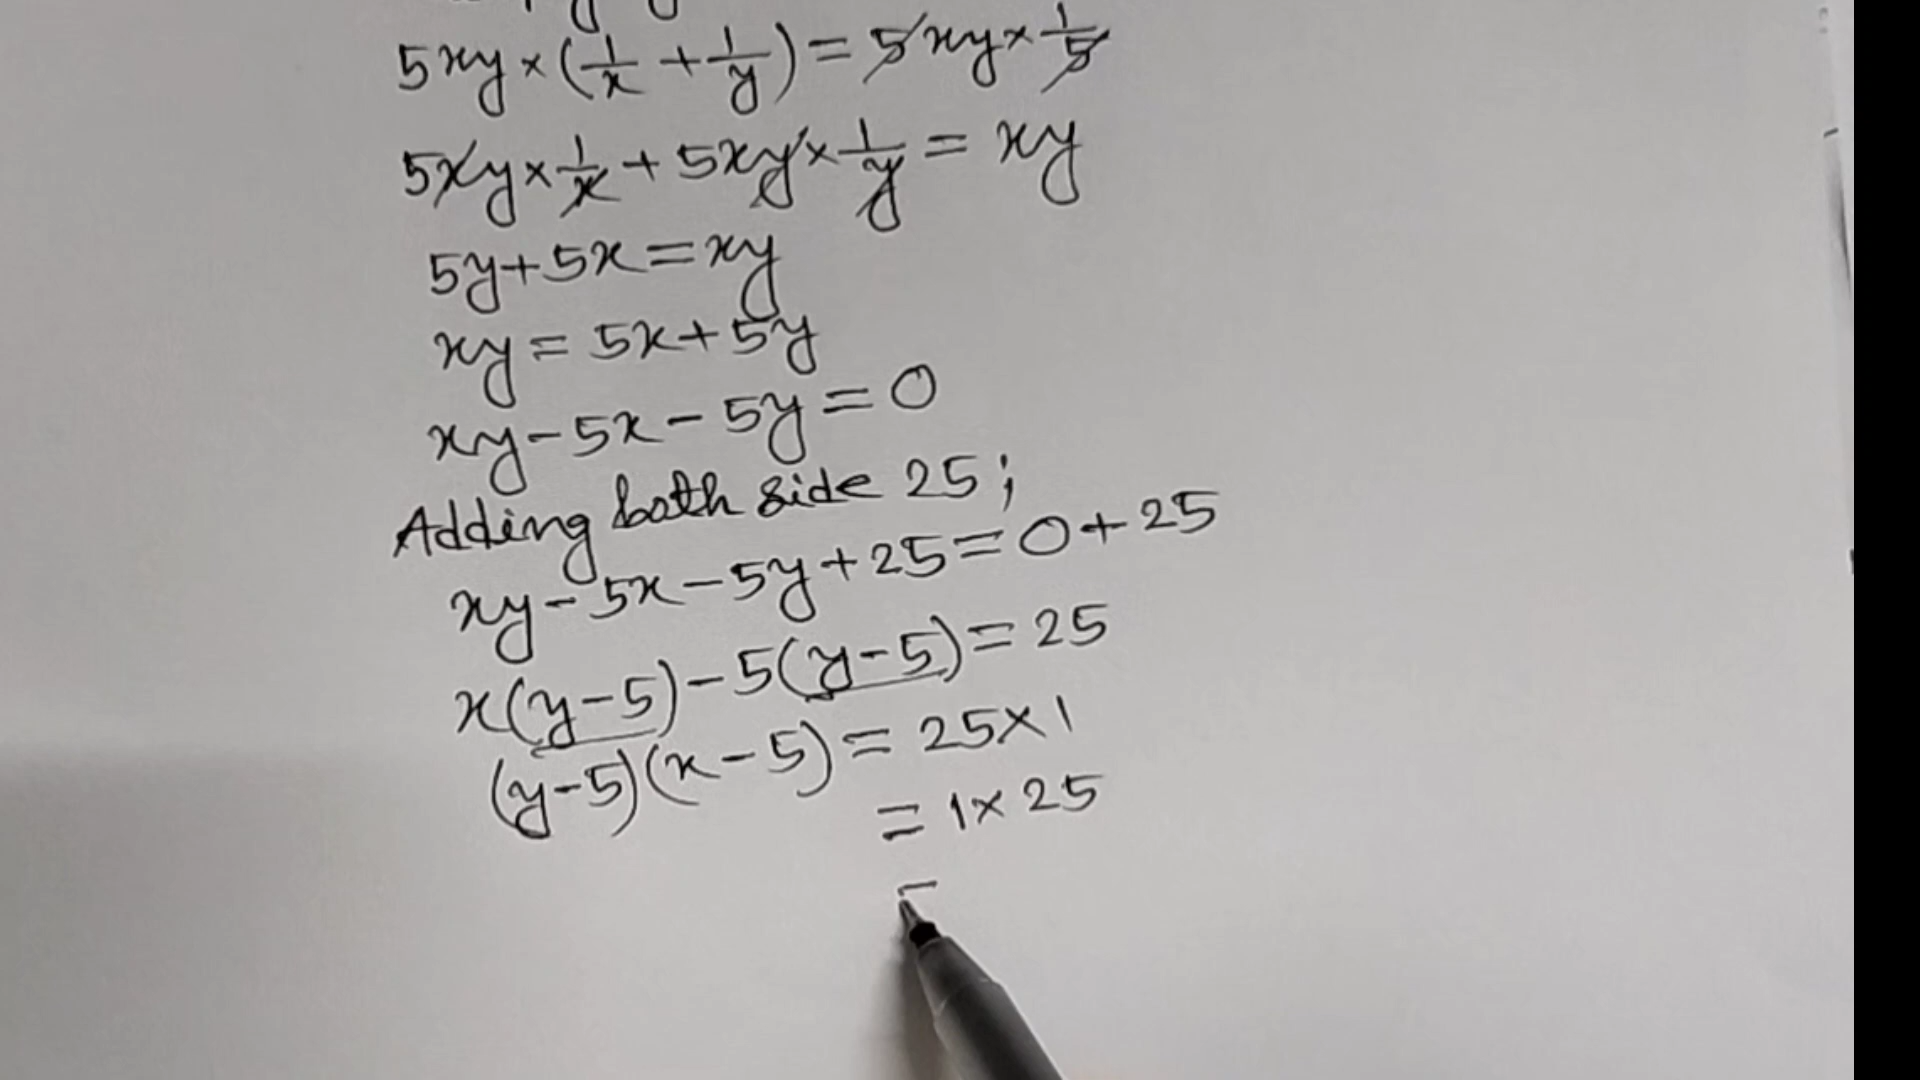 5xy×(1/x+1/y)=5xy×1/5
5xy×1/x+5xy×1/y=xy
5y+5x=xy
xy=5x+5y
xy-5x-5y=0
Adding both side 25;
xy-5x-5y+25=0+25
x(y-5)-5(y-5)=25
(y-5)(x-5)=25×1
=1×25